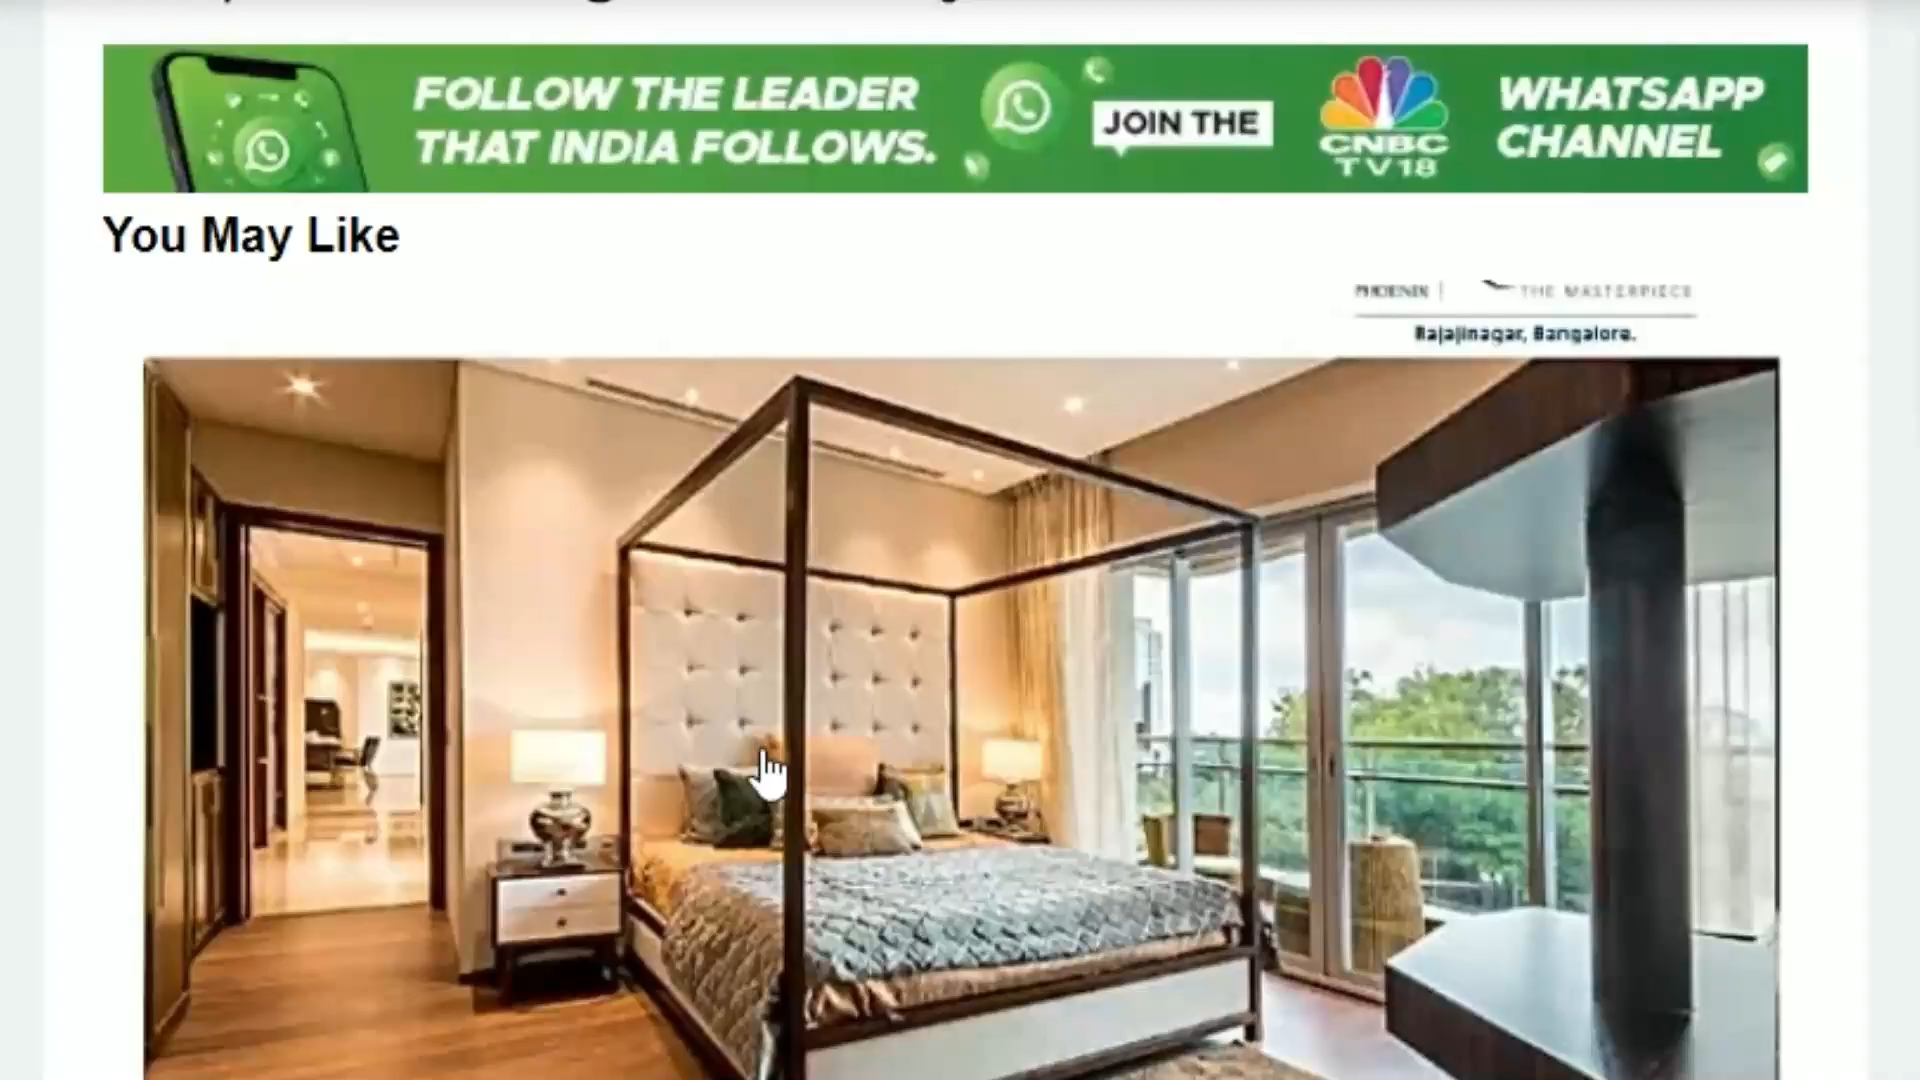 FOLLOW THE LEADER
THAT INDIA FOLLOWS.
JOIN THE
CNBC
TV18
WHATSAPP
CHANNEL
You May Like
PHOENIX | THE MASTERPIECE
Rajajinagar, Bangalore.